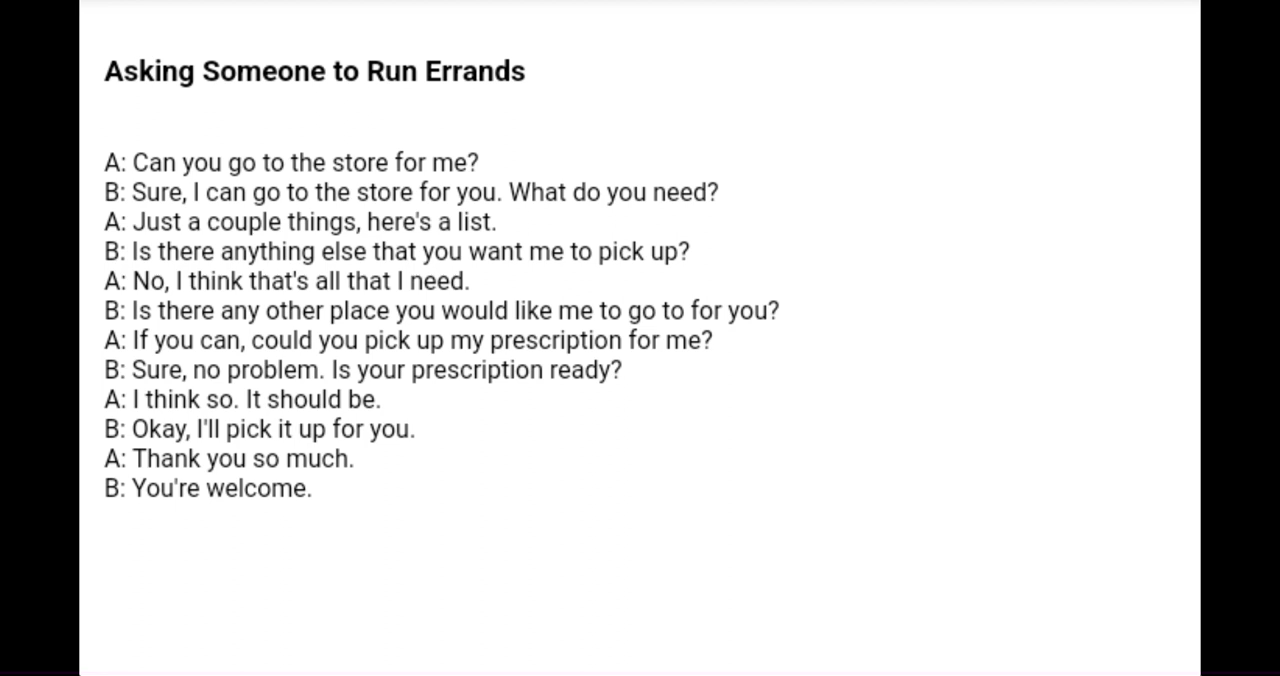 Asking Someone to Run Errands
A: Can you go to the store for me?
B: Sure, I can go to the store for you. What do you need?
A: Just a couple things, here's a list.
B: Is there anything else that you want me to pick up?
A: No, I think that's all that I need.
B: Is there any other place you would like me to go to for you?
A: If you can, could you pick up my prescription for me?
B: Sure, no problem. Is your prescription ready?
A: I think so. It should be.
B: Okay, I'll pick it up for you.
A: Thank you so much.
B: You're welcome.